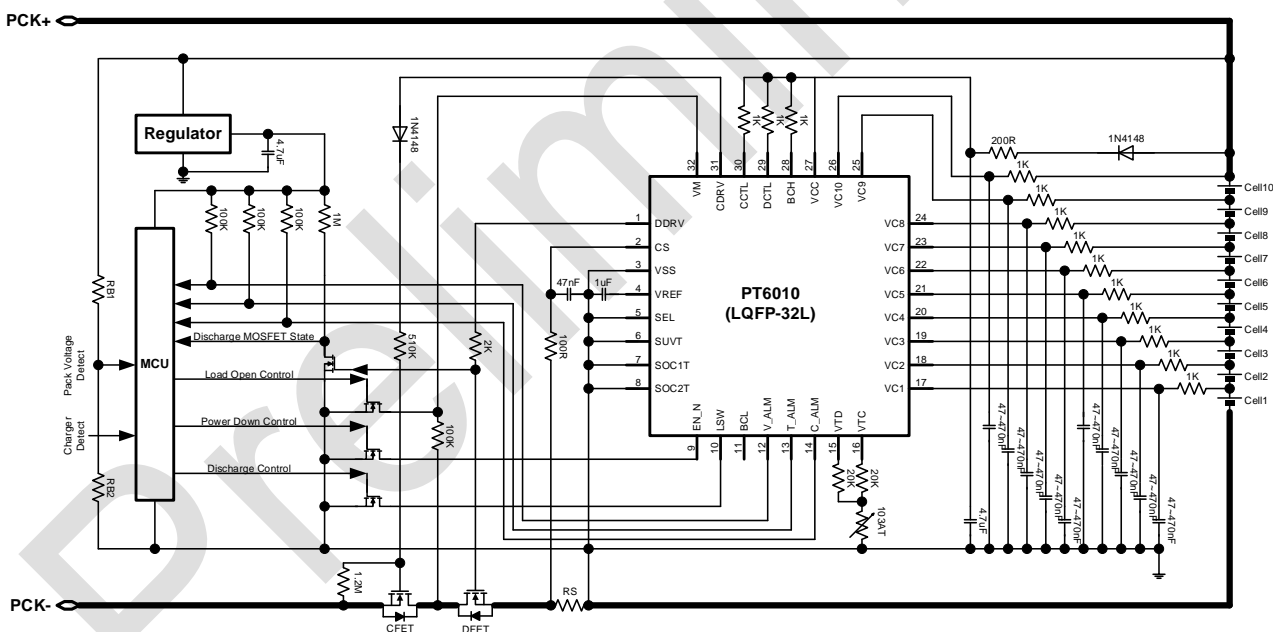 PCK+
Regulator
4.7uF
1N4148
1K
1K
1K
200R
1N4148
100K
100K
100K
1M
32
31
30
29
28
27
26
25
VM
CDRV
CCTL
DCTL
BCH
VCC
VC10
VC9
1
DDRV
2
CS
3
VSS
4
VREF
5
SEL
6
SUVT
7
SOC1T
8
SOC2T
PT6010
(LQFP-32L)
VC8
24
VC7
23
VC6
22
VC5
21
VC4
20
VC3
19
VC2
18
VC1
17
EN_N
LSW
BCL
V_ALM
T_ALM
C_ALM
VTD
VTC
9
10
11
12
13
14
15
16
1K
1K
1K
1K
1K
1K
1K
1K
1K
1K
Cell10
Cell9
Cell8
Cell7
Cell6
Cell5
Cell4
Cell3
Cell2
Cell1
47nF
1uF
RB1
Discharge MOSFET State
510K
2K
100R
Pack Voltage
Detect
MCU
Load Open Control
Power Down Control
Charger
Detect
Discharge Control
RB2
100K
20K
20K
103AT
4.7uF
47~470nF
47~470nF
47~470nF
47~470nF
47~470nF
47~470nF
47~470nF
47~470nF
47~470nF
47~470nF
1.2M
PCK-
CFET
DFET
RS
Prelimi